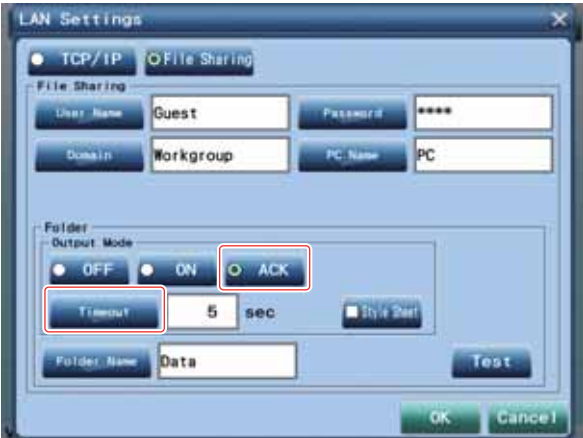 LAN Settings
TCP/IP File Sharing
File Sharing
User Name Guest Password ****
Domain Workgroup PC Name PC
Folder
Output Mode
OFF ON ACK
Timeout 5 sec Style Sheet
Folder Name Data Test
OK Cancel